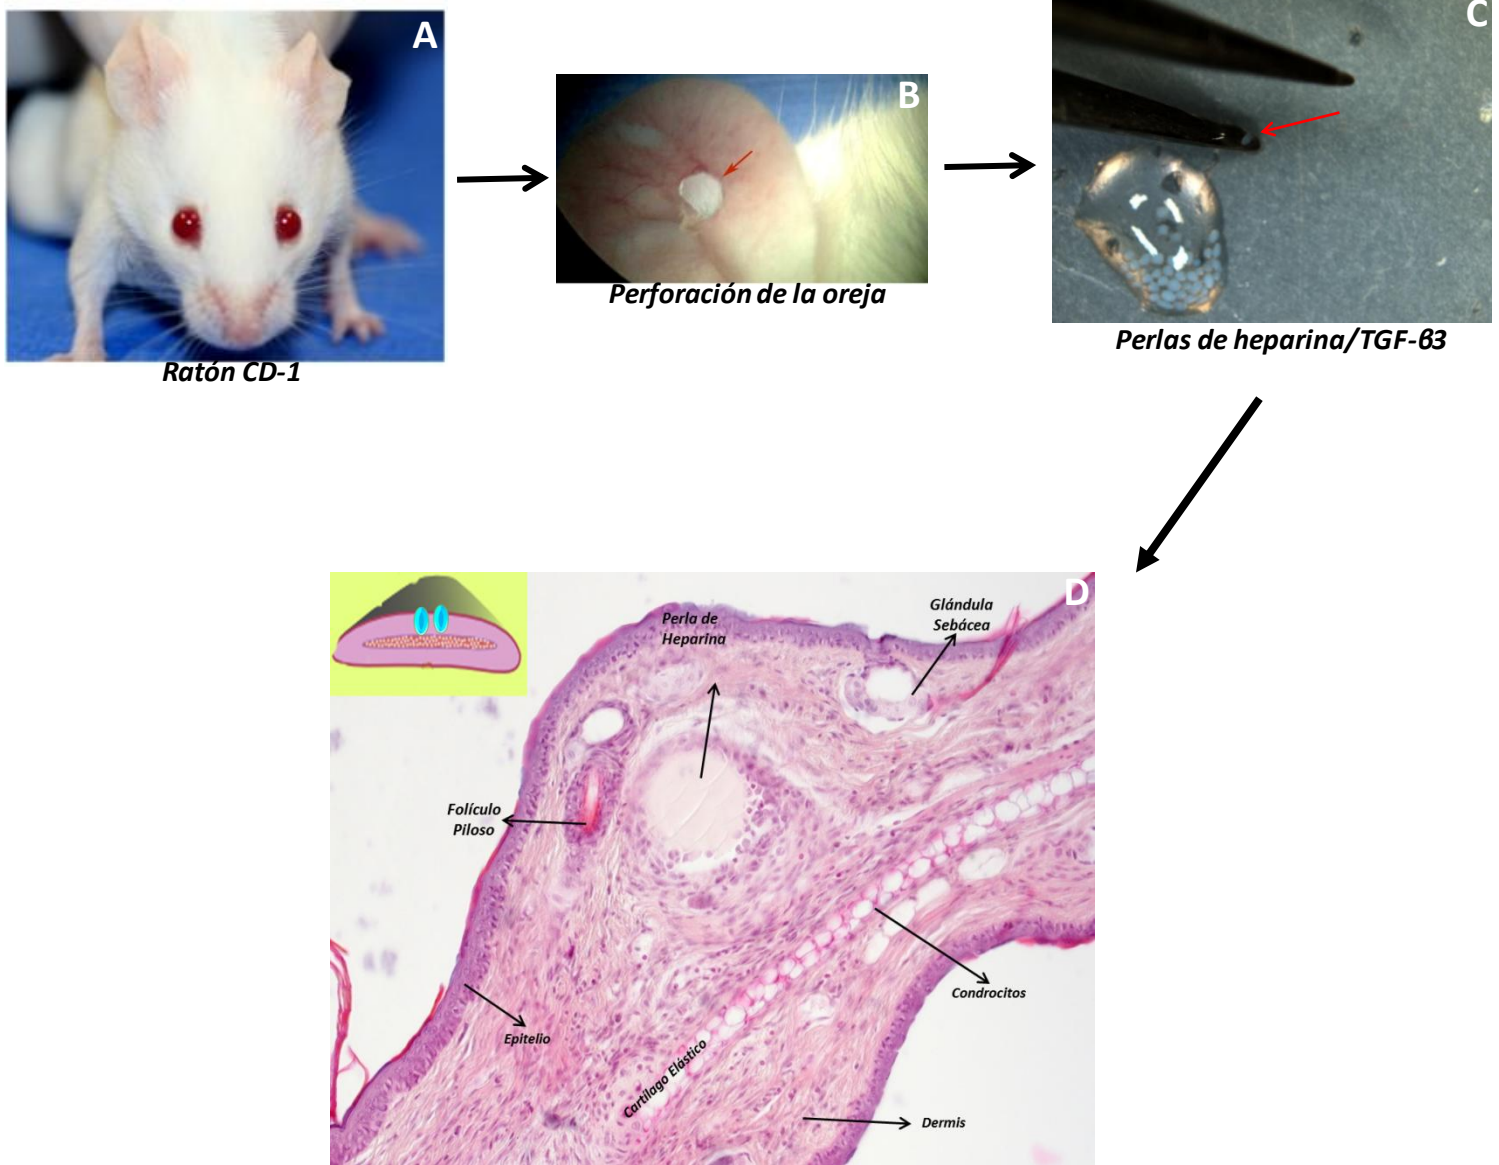 A
Ratón CD-1
B
Perforación de la oreja
C
Perlas de heparina/TGF-β3
D
Perla de
Heparina
Glándula
Sebácea
Folículo
Piloso
Condrocitos
Epitelio
Cartílago Elástico
Dermis